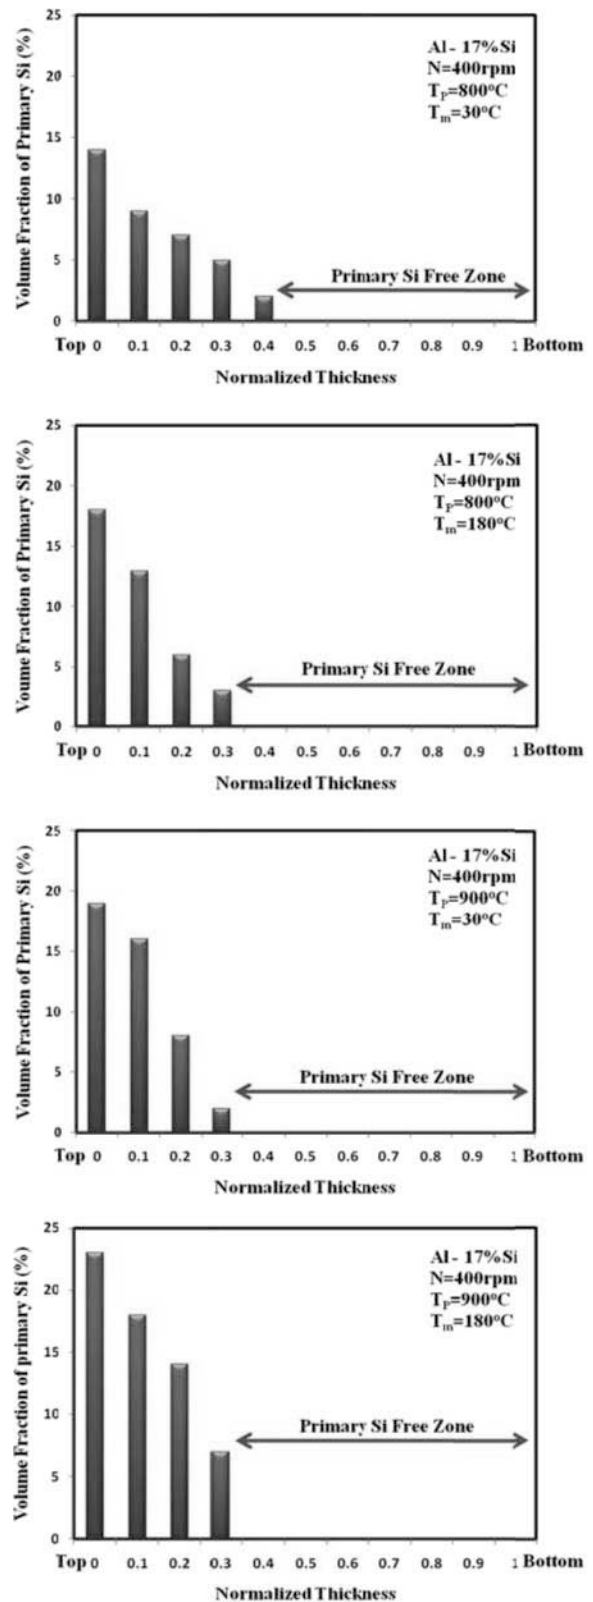 Volume Fraction of Primary Si (%)
25
20
15
10
5
0
Al - 17%Si
N=400rpm
TP=800°C
Tm=30°C
Primary Si Free Zone
Top 0 0.1 0.2 0.3 0.4 0.5 0.6 0.7 0.8 0.9 1 Bottom
Normalized Thickness
Voume Fraction of Primary Si (%)
25
20
15
10
5
0
Al - 17%Si
N=400rpm
TP=800°C
Tm=180°C
Primary Si Free Zone
Top 0 0.1 0.2 0.3 0.4 0.5 0.6 0.7 0.8 0.9 1 Bottom
Normalized Thickness
Volume Fraction of Primary Si (%)
25
20
15
10
5
0
Al - 17%Si
N=400rpm
TP=900°C
Tm=30°C
Primary Si Free Zone
Top 0 0.1 0.2 0.3 0.4 0.5 0.6 0.7 0.8 0.9 1 Bottom
Normalized Thickness
Volume Fraction of primary Si (%)
25
20
15
10
5
0
Al - 17%Si
N=400rpm
TP=900°C
Tm=180°C
Primary Si Free Zone
Top 0 0.1 0.2 0.3 0.4 0.5 0.6 0.7 0.8 0.9 1 Bottom
Normalized Thickness